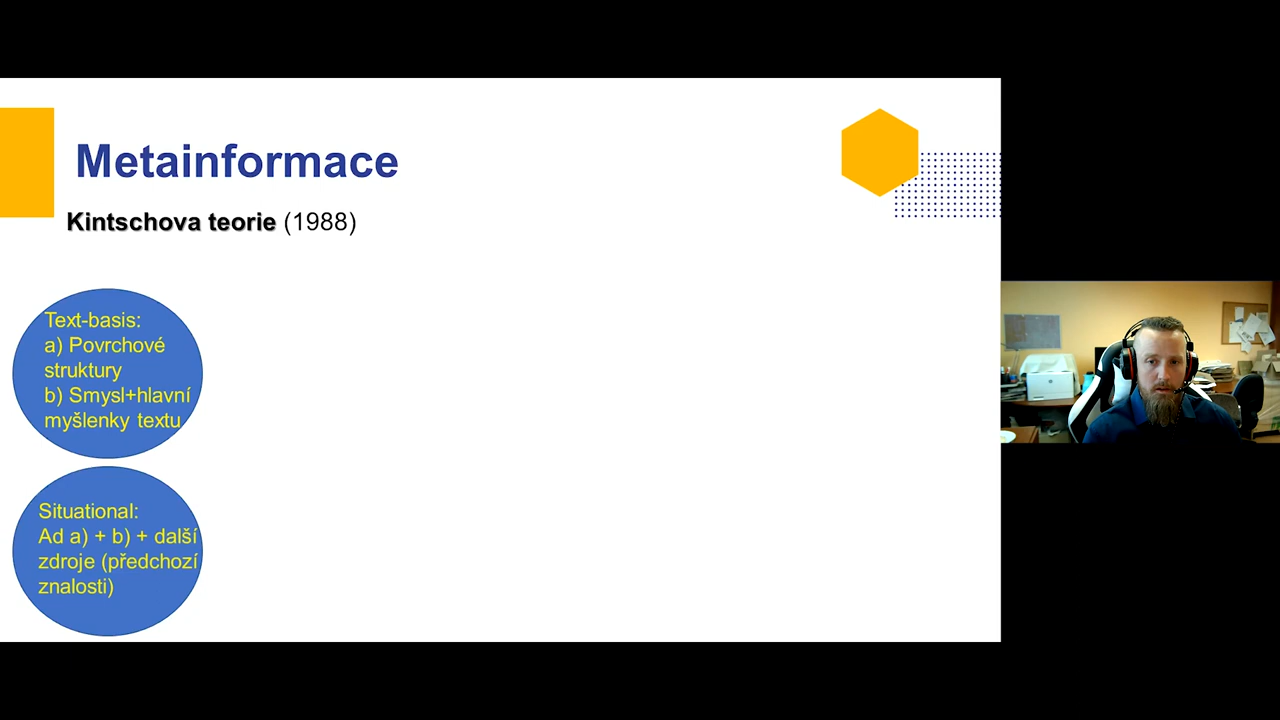 Metainformace
Kintschova teorie (1988)
Text-basis:
a) Povrchové
struktury
b) Smysl+hlavní
myšlenky textu
Situational:
Ad a) + b) + další
zdroje (předchozí
znalosti)